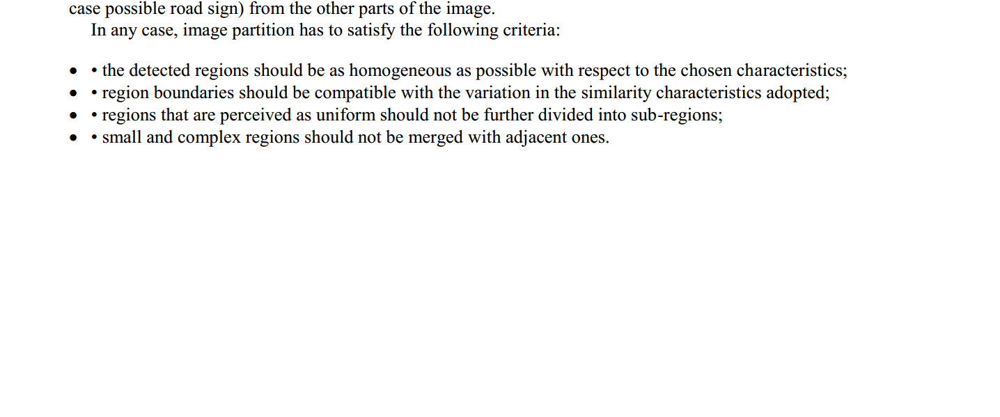 case possible road sign) from the other parts of the image.
In any case, image partition has to satisfy the following criteria:
● • the detected regions should be as homogeneous as possible with respect to the chosen characteristics;
● • region boundaries should be compatible with the variation in the similarity characteristics adopted;
● • regions that are perceived as uniform should not be further divided into sub-regions;
● • small and complex regions should not be merged with adjacent ones.